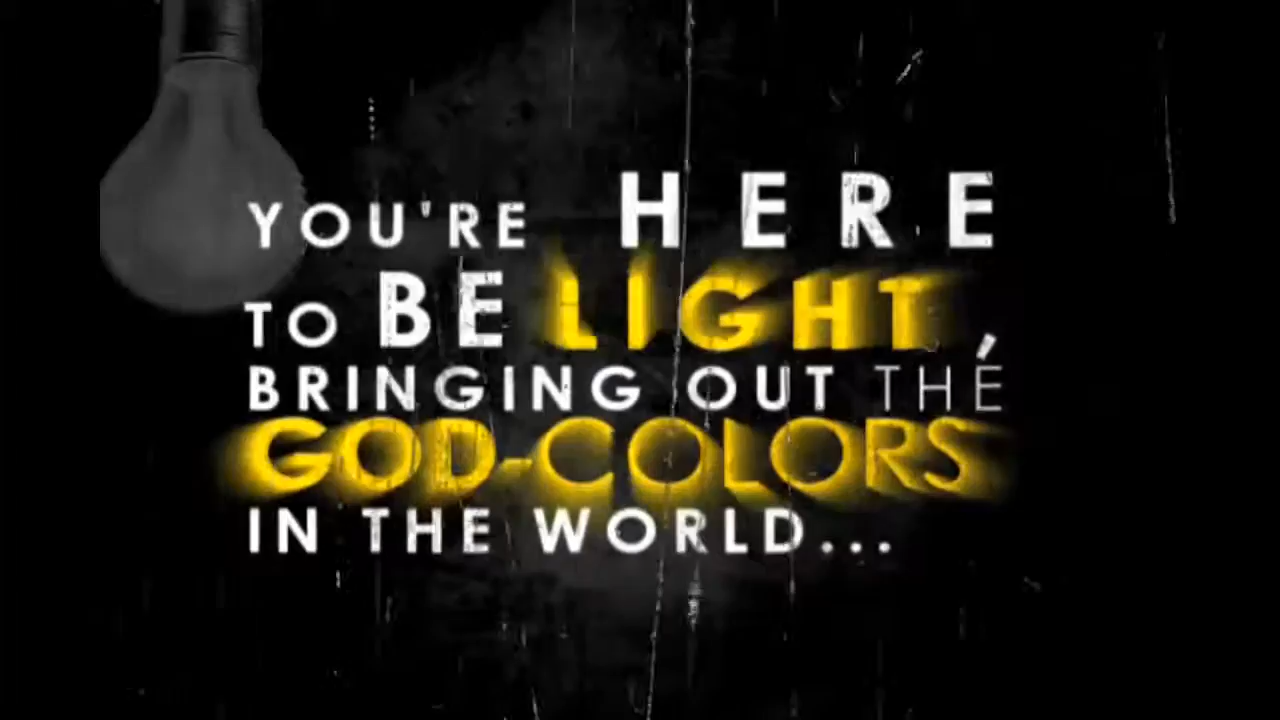 YOU'RE HERE
TO BE LIGHT,
BRINGING OUT THE
GOD-COLORS
IN THE WORLD...